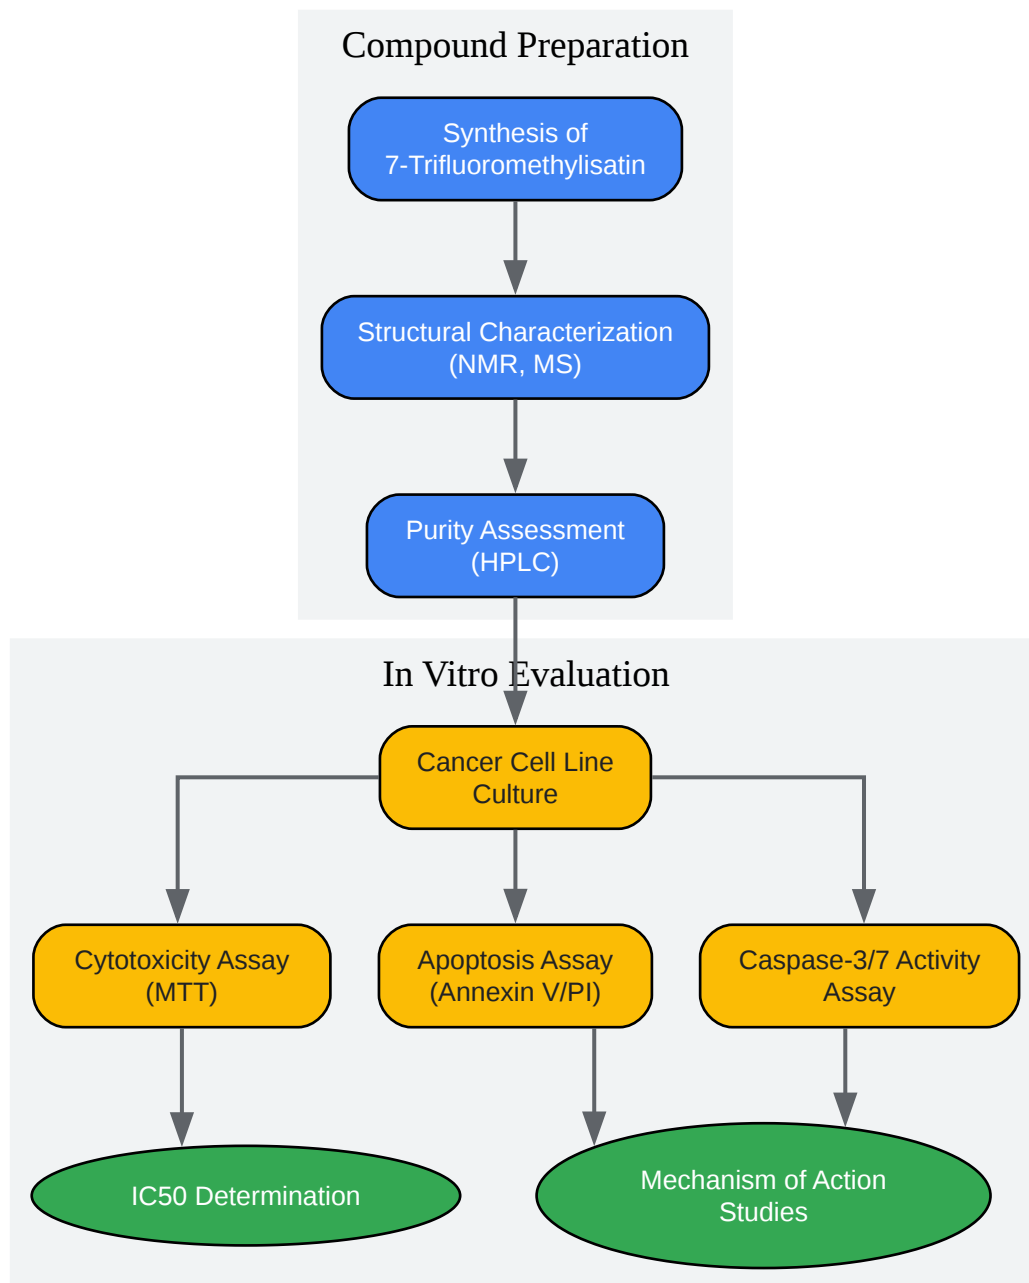 Compound Preparation
Synthesis of
7-Trifluoromethylisatin
Structural Characterization
(NMR, MS)
Purity Assessment
(HPLC)
In Vitro Evaluation
Cancer Cell Line
Culture
Cytotoxicity Assay
(MTT)
Apoptosis Assay
(Annexin V/PI)
Caspase-3/7 Activity
Assay
IC50 Determination
Mechanism of Action
Studies